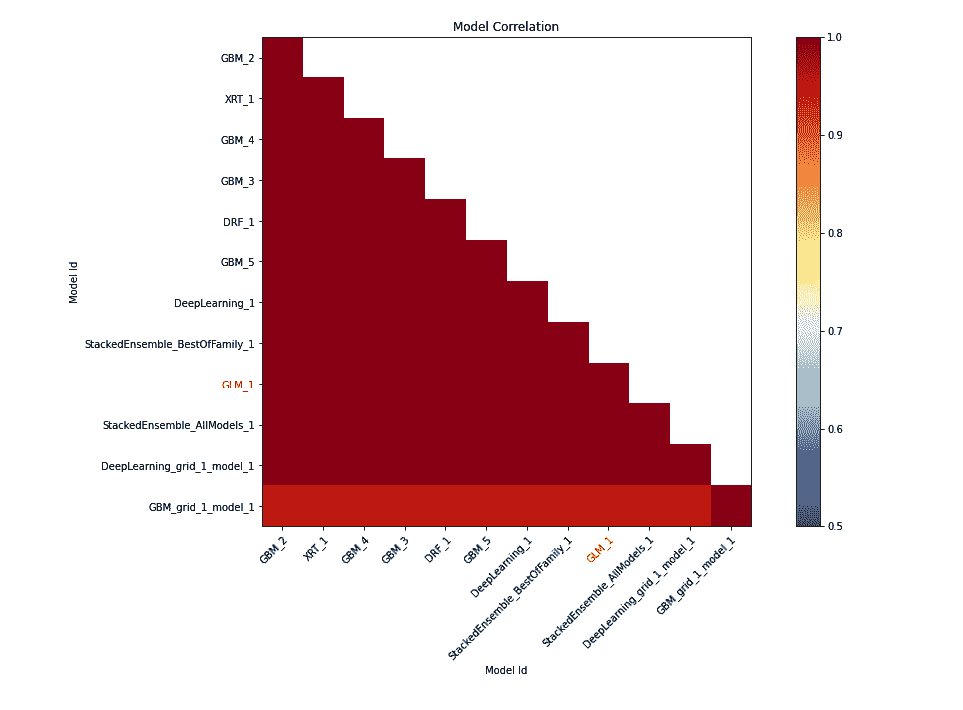 Model Correlation
GBM_2
XRT_1
GBM_4
GBM_3
DRF_1
GBM_5
DeepLearning_1
StackedEnsemble_BestOfFamily_1
GLM_1
StackedEnsemble_AllModels_1
DeepLearning_grid_1_model_1
GBM_grid_1_model_1
Model Id
GBM_2
XRT_1
GBM_4
GBM_3
DRF_1
GBM_5
DeepLearning_1
StackedEnsemble_BestOfFamily_1
GLM_1
StackedEnsemble_AllModels_1
DeepLearning_grid_1_model_1
GBM_grid_1_model_1
Model Id
1.0
0.9
0.8
0.7
0.6
0.5